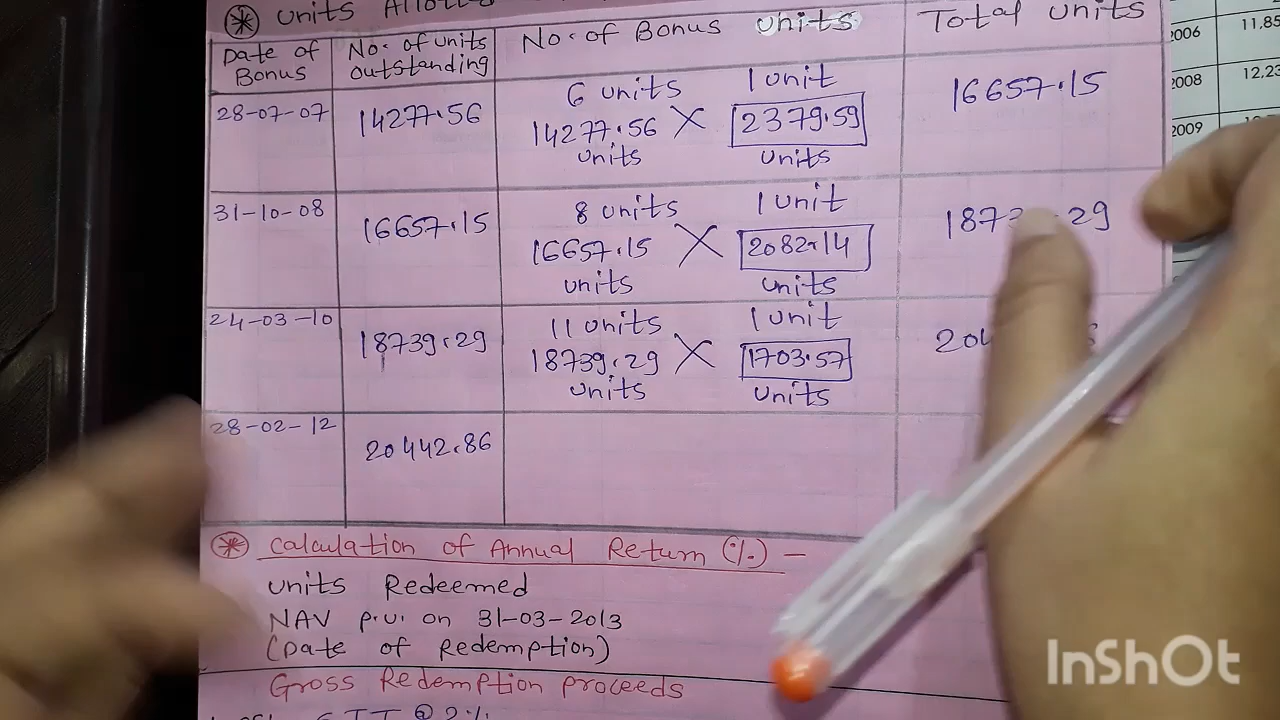 * Units
Date of Bonus
No. of units outstanding
No. of Bonus units
Total units
28-07-07
14277.56
6 units 1 unit
14277.56 X 2379.59
units units
16657.15
31-10-08
16657.15
8 units 1 unit
16657.15 X 2082.14
units units
24-03-10
18739.29
11 units 1 unit
18739.29 X 1703.57
units units
28-02-12
20442.86
* Calculation of Annual Return (%) -
units Redeemed
NAV p.u. on 31-03-2013
(Date of Redemption)
Gross Redemption proceeds
2006
2008
2009
InShOt